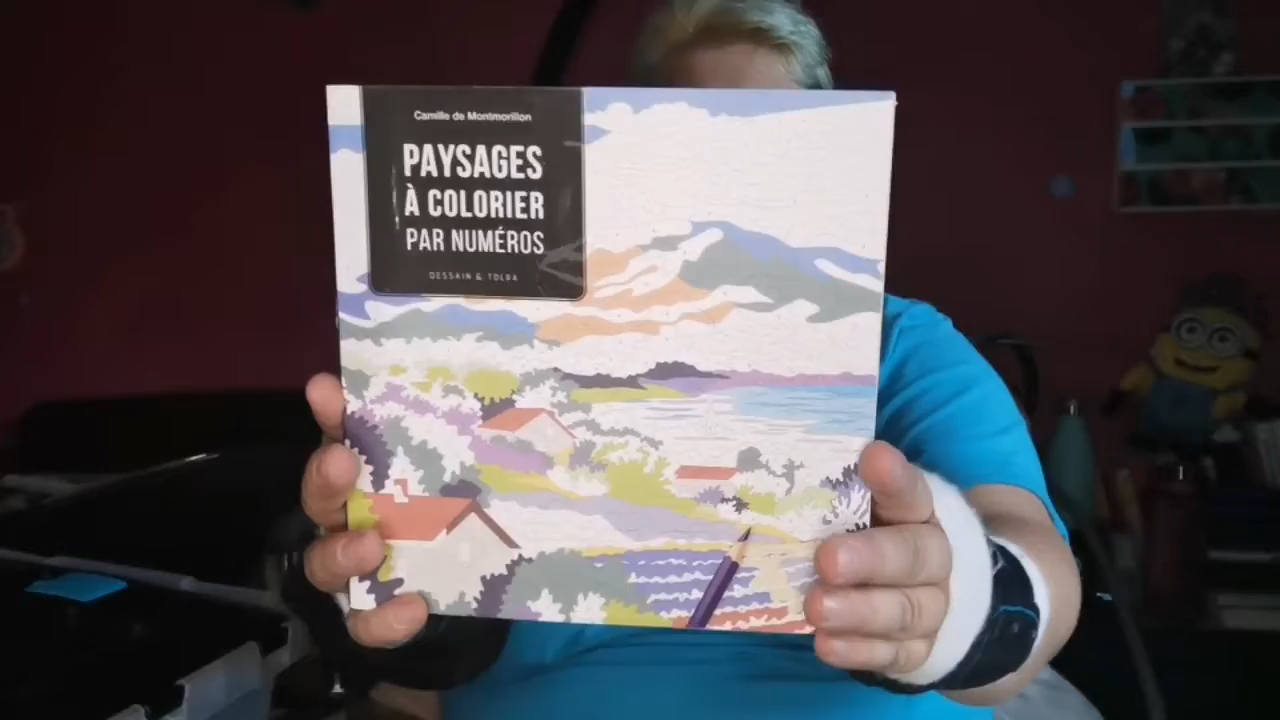 Camille de Montmorillon
PAYSAGES
À COLORIER
PAR NUMÉROS
DESSAIN & TOLRA